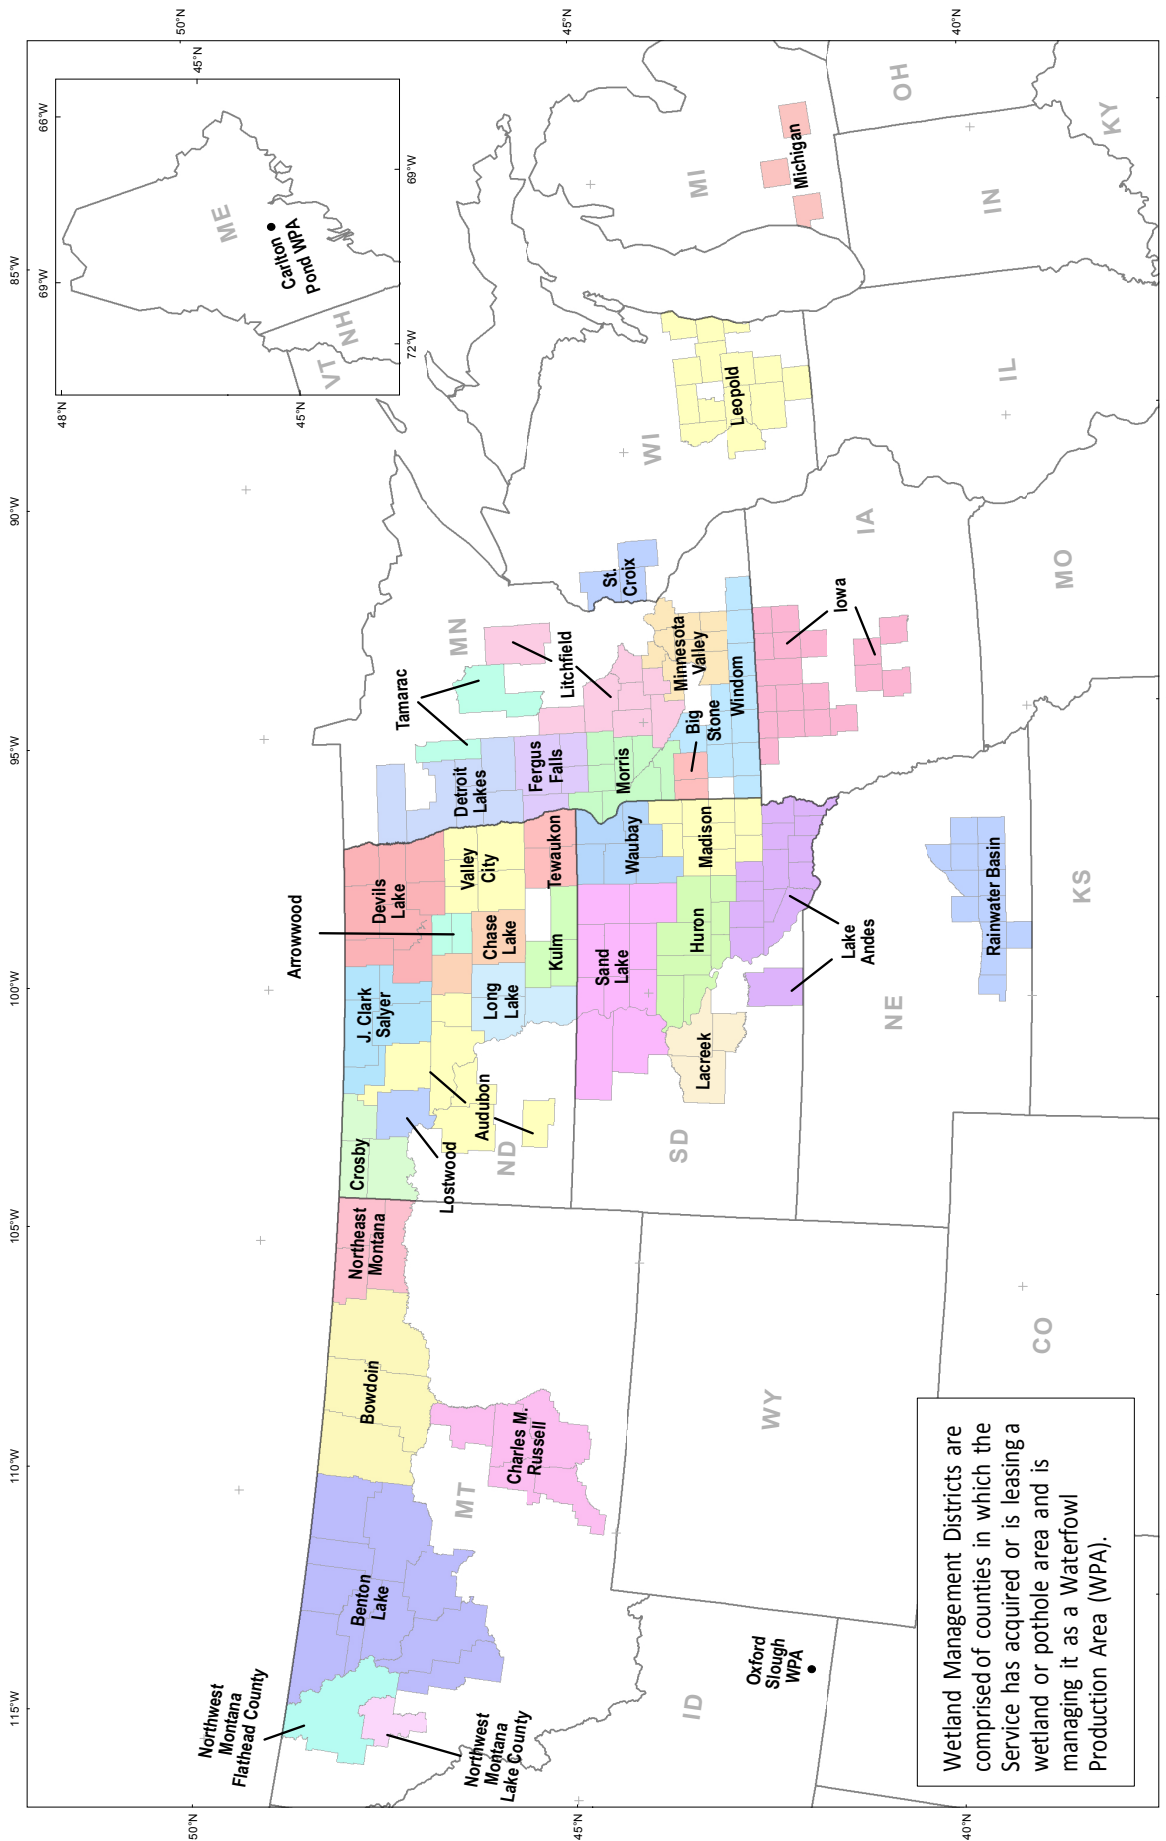 115°W
110°W
105°W
100°W
95°W
90°W
85°W
50°N
50°N
45°N
45°N
40°N
40°N
48°N
45°N
45°N
69°W
66°W
72°W
69°W
ME
VT
NH
Carlton
Pond WPA
Northwest
Montana
Flathead County
Northwest
Montana
Lake County
Benton
Lake
Bowdoin
Northeast
Montana
Charles M.
Russell
MT
Crosby
Lostwood
Audubon
J. Clark
Salyer
Devils
Lake
Arrowwood
Chase
Lake
Long
Lake
Kulm
Valley
City
Tewaukon
ND
Sand
Lake
Waubay
Huron
Madison
Lacreek
Lake
Andes
SD
Detroit
Lakes
Tamarac
Fergus
Falls
Morris
Litchfield
Big
Stone
Minnesota
Valley
Windom
MN
St.
Croix
Leopold
WI
Iowa
IA
Michigan
MI
Rainwater Basin
NE
KS
MO
IL
IN
OH
KY
CO
WY
ID
Oxford
Slough
WPA
Wetland Management Districts are
comprised of counties in which the
Service has acquired or is leasing a
wetland or pothole area and is
managing it as a Waterfowl
Production Area (WPA).